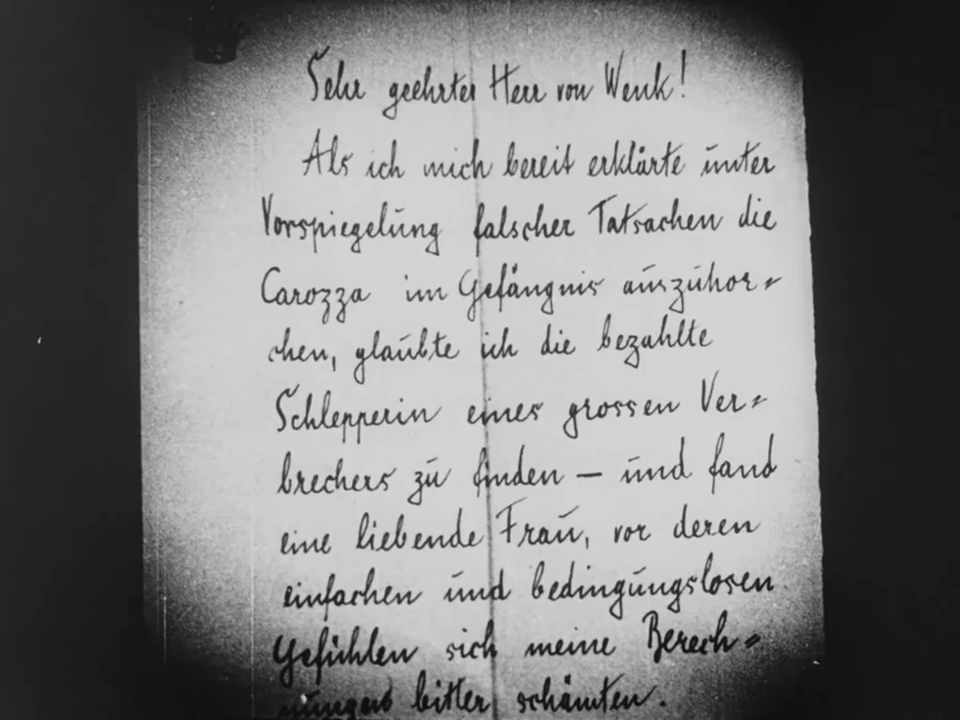 Sehr geehrter Herr von Wenk!
Als ich mich bereit erklärte unter
Vorspiegelung falscher Tatsachen die
Carozza im Gefängnis auszuhor=
chen, glaubte ich die bezahlte
Schlepperin eines grossen Ver=
brechers zu finden — und fand
eine liebende Frau, vor deren
einfachen und bedingungslosen
Gefühlen sich meine Berech=
nungen bitter schämten.